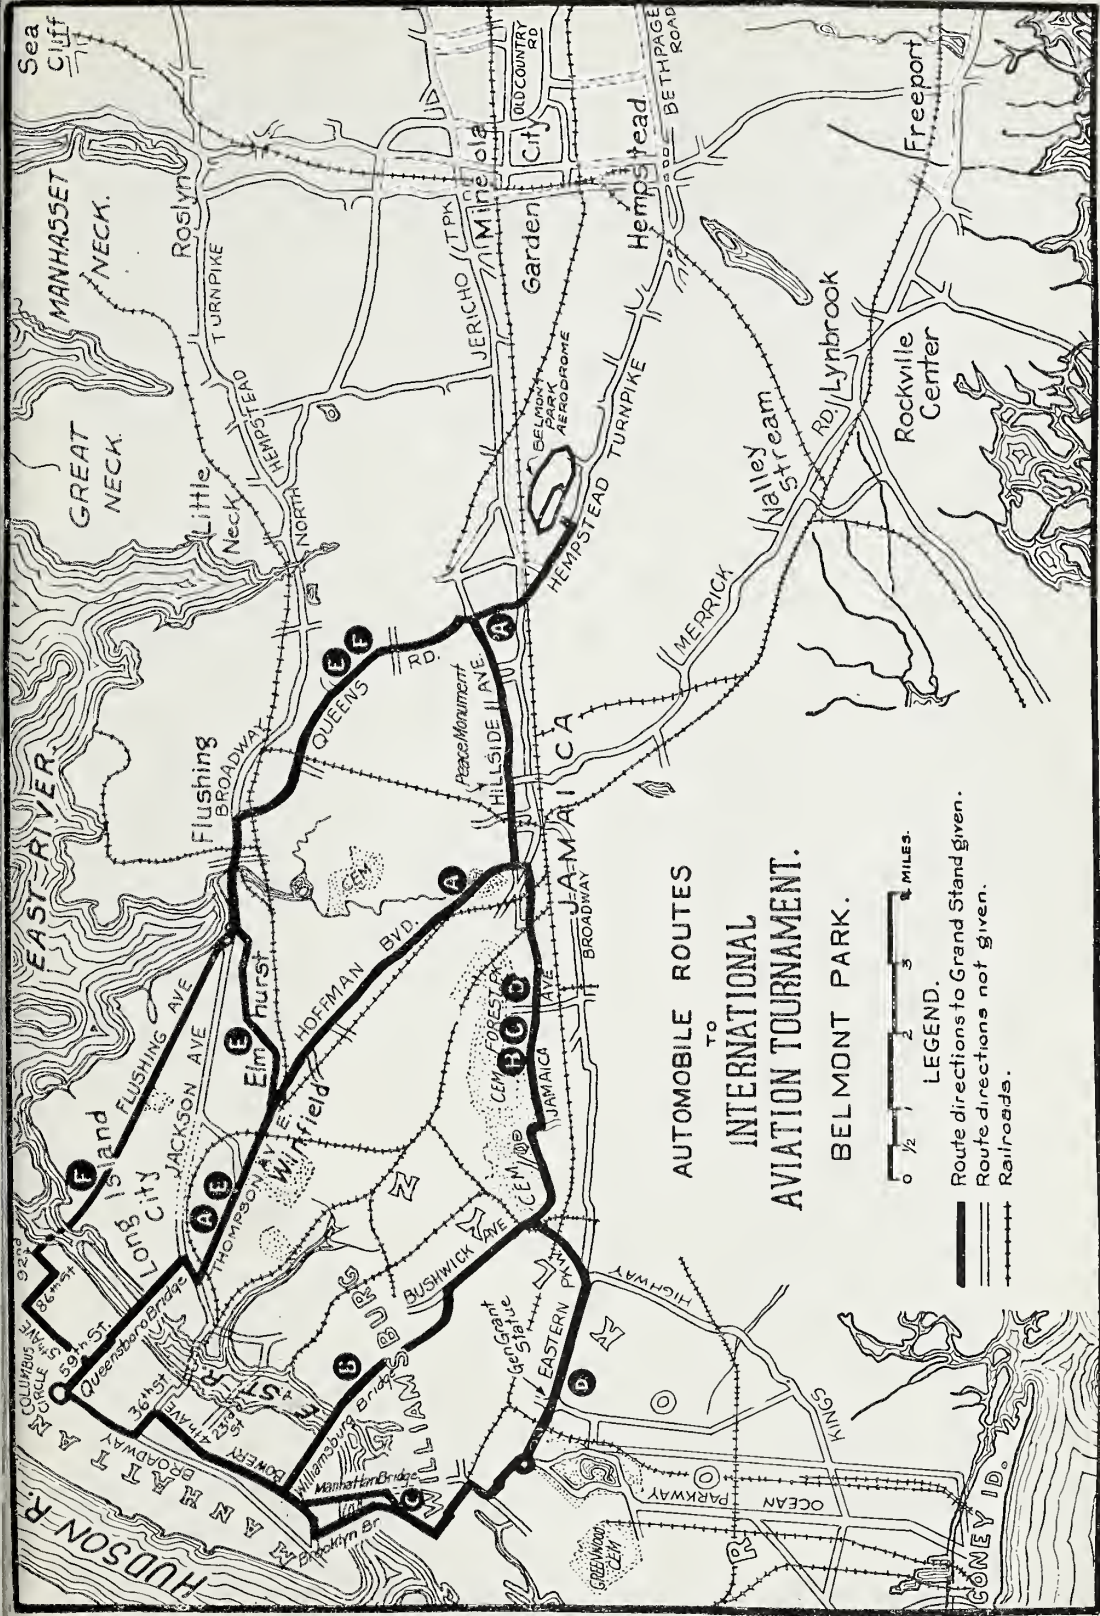 AUTOMOBILE ROUTES
TO
INTERNATIONAL
AVIATION TOURNAMENT.
BELMONT PARK.
0 1/2 1 2 3 4 MILES.
LEGEND.
Route directions to Grand Stand given.
Route directions not given.
Railroads.
HUDSON R.
MANHATTAN
COLUMBUS
CIRCLE
5th AVE
86th St
92nd
59th ST.
Queensboro Bridge
BROADWAY
36th St
4th AVE
23rd
St
BOWERY
Williamsburg Bridge
Manhattan Bridge
Brooklyn Br.
EAST R.
EAST RIVER.
Long Island
City
F
FLUSHING AVE
JACKSON AVE
A E
THOMPSON AVE
Winfield
Elmhurst
E
HOFFMAN BVD.
A
Flushing
BROADWAY
CEM
QUEENS RD.
E F
Peace Monument
HILLSIDE AVE.
A
JAMAICA
BROADWAY
WILLIAMSBURG
B
BUSHWICK AVE
CEM
CEM
FOREST PK
B C D
JAMAICA AVE
C
Gen Grant
Statue
EASTERN PKWY
D
BROOKLYN
KINGS HIGHWAY
OCEAN PARKWAY
GREENWOOD
CEM
CONEY ID.
GREAT
NECK
Little
Neck
NORTH HEMPSTEAD TURNPIKE
MANHASSET
NECK.
Roslyn
Sea
Cliff
JERICHO TPK
Mineola
Garden City
OLD COUNTRY
RD
BELMONT
PARK
AERODROME
HEMPSTEAD TURNPIKE
Hempstead
BETHPAGE
ROAD
MERRICK RD.
Valley
Stream
Lynbrook
Rockville
Center
Freeport